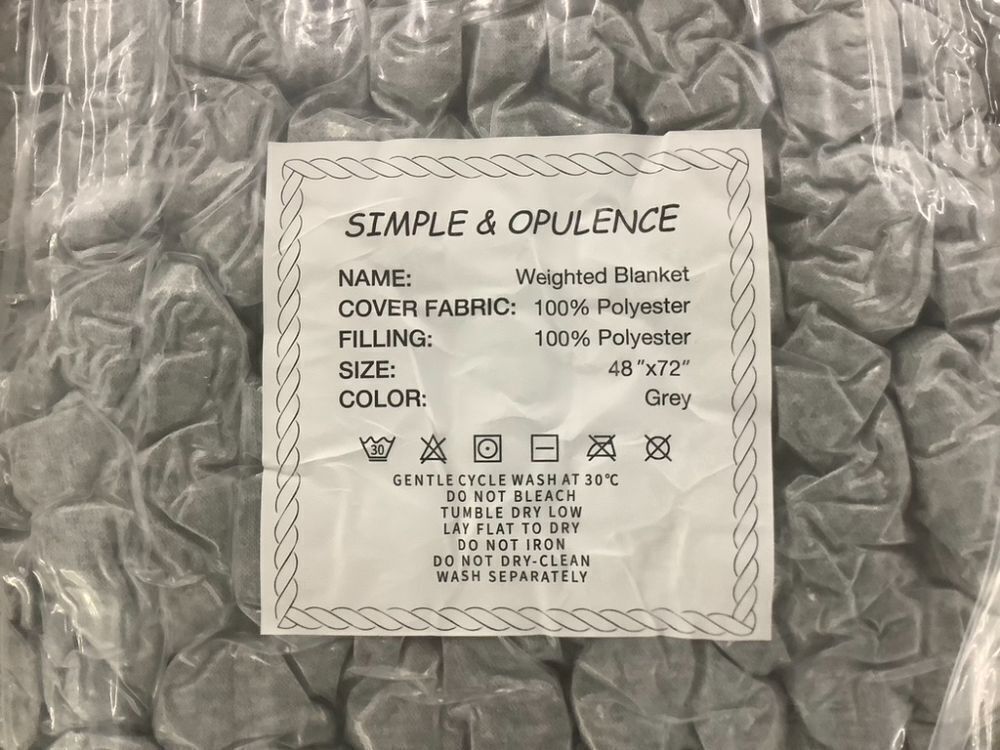 SIMPLE & OPULENCE
NAME: Weighted Blanket
COVER FABRIC: 100% Polyester
FILLING: 100% Polyester
SIZE: 48"x72"
COLOR: Grey
30
GENTLE CYCLE WASH AT 30℃
DO NOT BLEACH
TUMBLE DRY LOW
LAY FLAT TO DRY
DO NOT IRON
DO NOT DRY-CLEAN
WASH SEPARATELY